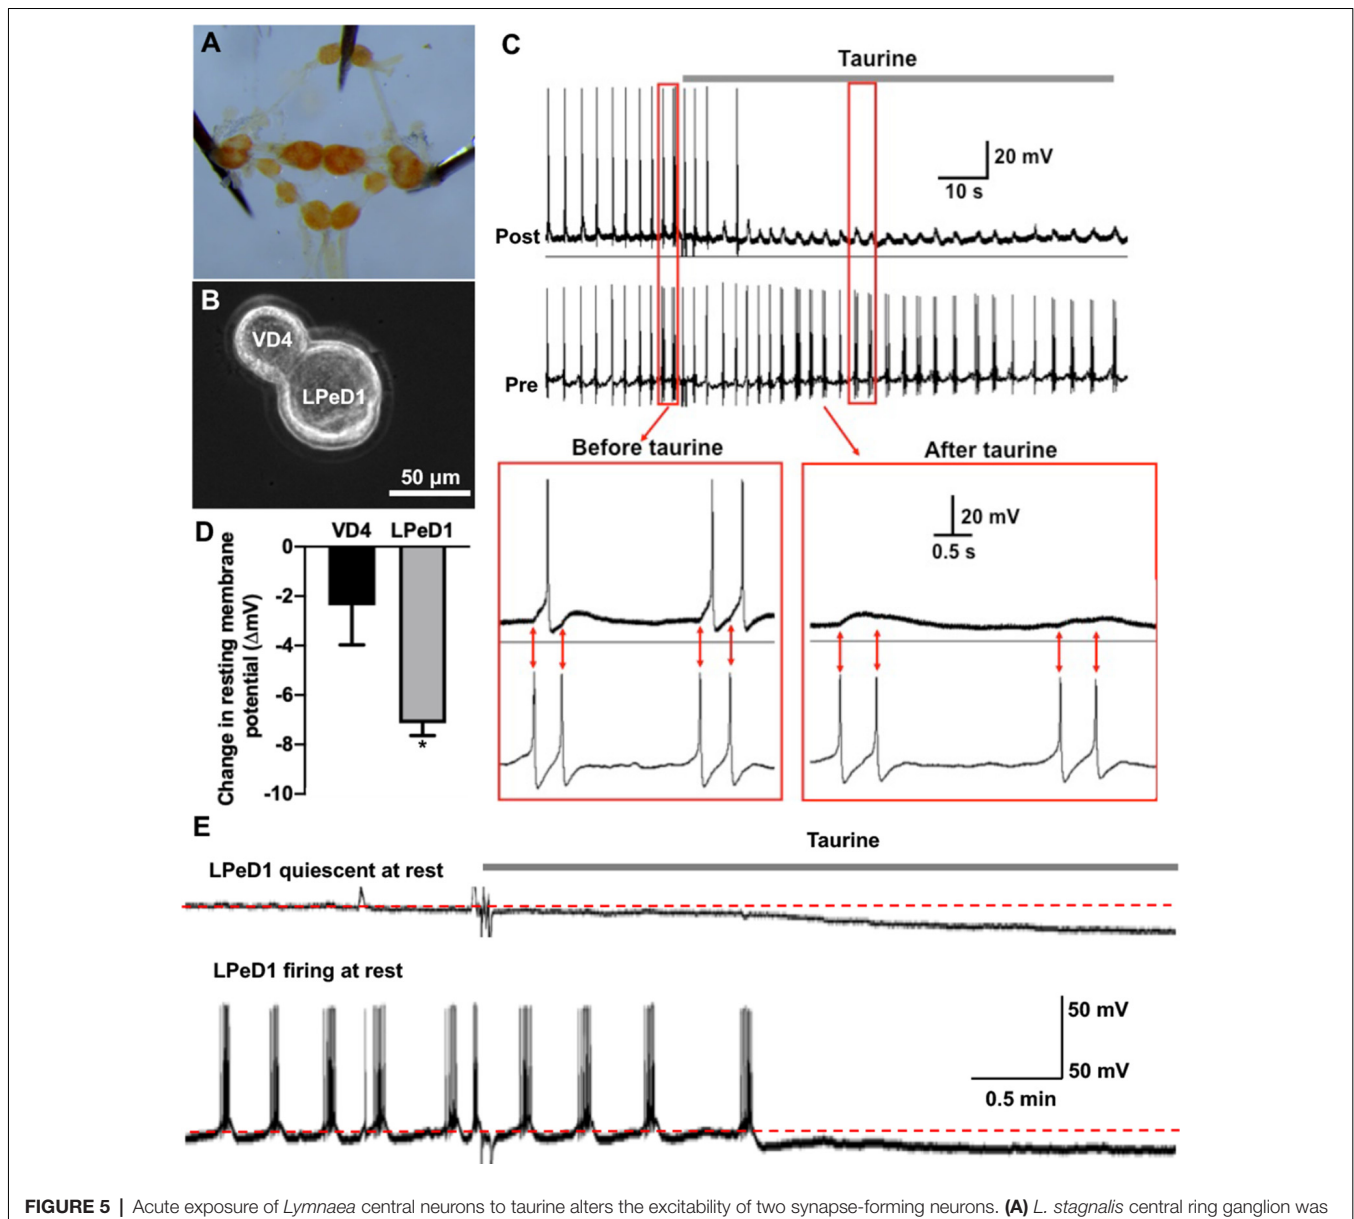 A
B
VD4
LPeD1
50 µm
C
Taurine
20 mV
10 s
Post
Pre
Before taurine
After taurine
20 mV
0.5 s
D
VD4
LPeD1
0
-2
-4
-6
-8
-10
*
Change in resting membrane
potential (ΔmV)
E
Taurine
LPeD1 quiescent at rest
LPeD1 firing at rest
50 mV
50 mV
0.5 min
FIGURE 5 | Acute exposure of Lymnaea central neurons to taurine alters the excitability of two synapse-forming neurons. (A) L. stagnalis central ring ganglion was